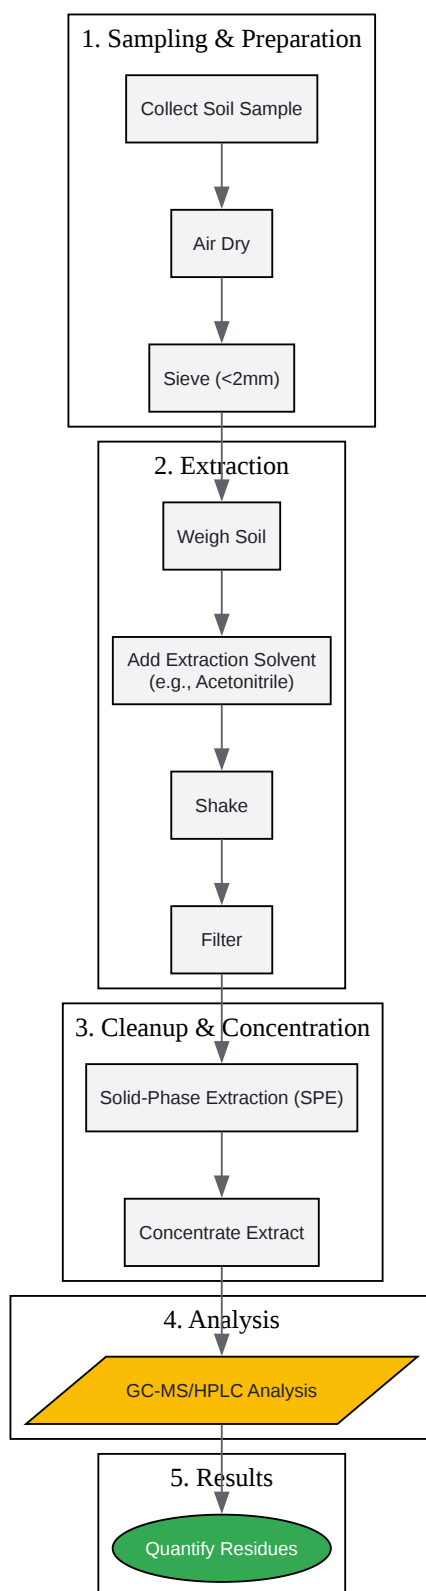 1. Sampling & Preparation
Collect Soil Sample
Air Dry
Sieve (<2mm)
2. Extraction
Weigh Soil
Add Extraction Solvent
(e.g., Acetonitrile)
Shake
Filter
3. Cleanup & Concentration
Solid-Phase Extraction (SPE)
Concentrate Extract
4. Analysis
GC-MS/HPLC Analysis
5. Results
Quantify Residues